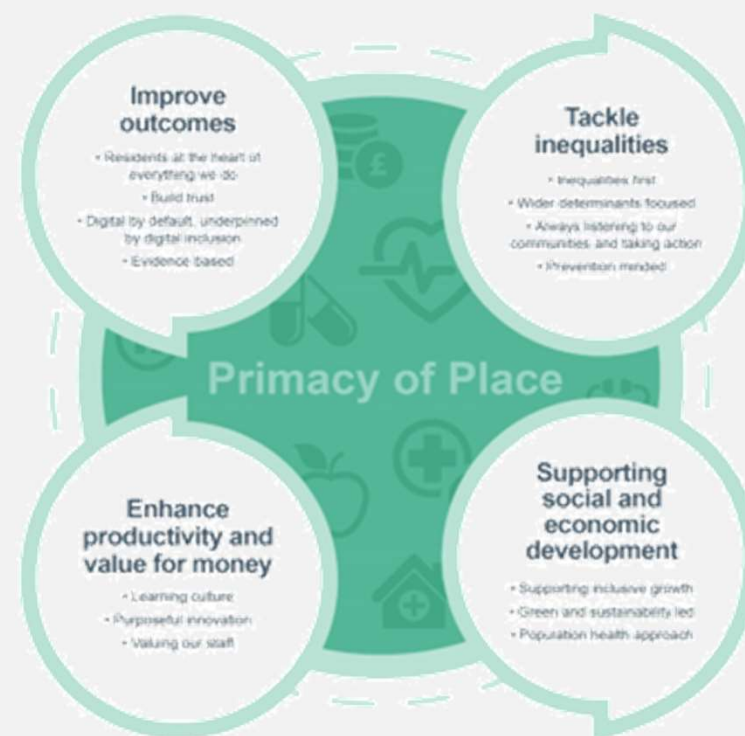 Improve
outcomes
• Residents at the heart of
everything we do
• Build trust
• Digital by default, underpinned
by digital inclusion
• Evidence based
Tackle
inequalities
• Inequalities first
• Wider determinants focused
• Always listening to our
communities and taking action
• Prevention minded
£
Primacy of Place
Enhance
productivity and
value for money
• Learning culture
• Purposeful innovation
• Valuing our staff
Supporting
social and
economic
development
• Supporting inclusive growth
• Green and sustainability led
• Population health approach